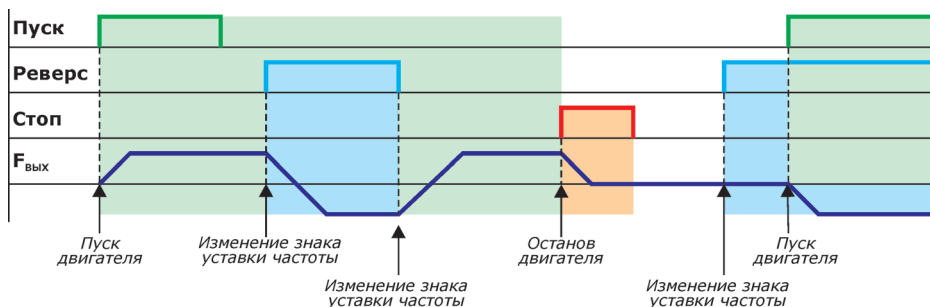 Пуск
Реверс
Стоп
Fвых
Пуск
двигателя
Изменение знака
уставки частоты
Изменение знака
уставки частоты
Останов
двигателя
Изменение знака
уставки частоты
Пуск
двигателя